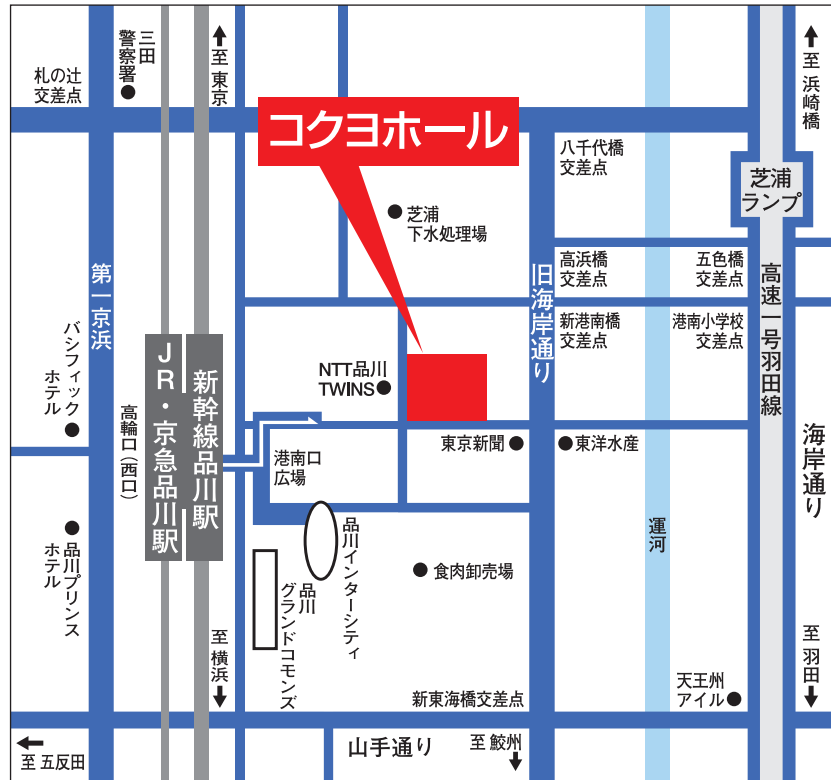 三田
警察署
札の辻
交差点
至 東京
至 浜崎橋
コクヨホール
八千代橋
交差点
芝浦
ランプ
芝浦
下水処理場
第一京浜
旧海岸通り
高浜橋
交差点
五色橋
交差点
高速一号羽田線
新港南橋
交差点
港南小学校
交差点
パシフィック
ホテル
JR・京急品川駅
新幹線品川駅
NTT品川
TWINS
高輪口（西口）
港南口
広場
東京新聞
東洋水産
海岸通り
品川プリンス
ホテル
品川インターシティ
運河
食肉卸売場
品川
グランドコモンズ
至 横浜
至 羽田
天王州
アイル
新東海橋交差点
至 五反田
山手通り
至 鮫州